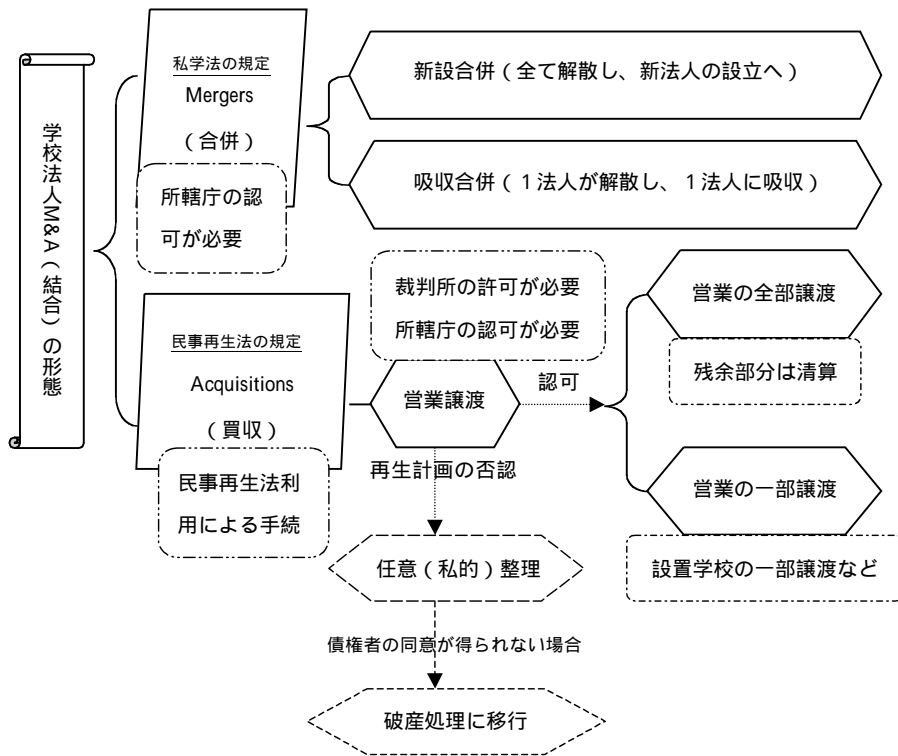 学校法人M&A(結合)の形態
私学法の規定
Mergers
(合併)
所轄庁の認
可が必要
新設合併(全て解散し、新法人の設立へ)
吸収合併(1法人が解散し、1法人に吸収)
民事再生法の規定
Acquisitions
(買収)
民事再生法利
用による手続
裁判所の許可が必要
所轄庁の認可が必要
営業譲渡
認可
営業の全部譲渡
残余部分は清算
営業の一部譲渡
設置学校の一部譲渡など
再生計画の否認
任意(私的)整理
債権者の同意が得られない場合
破産処理に移行